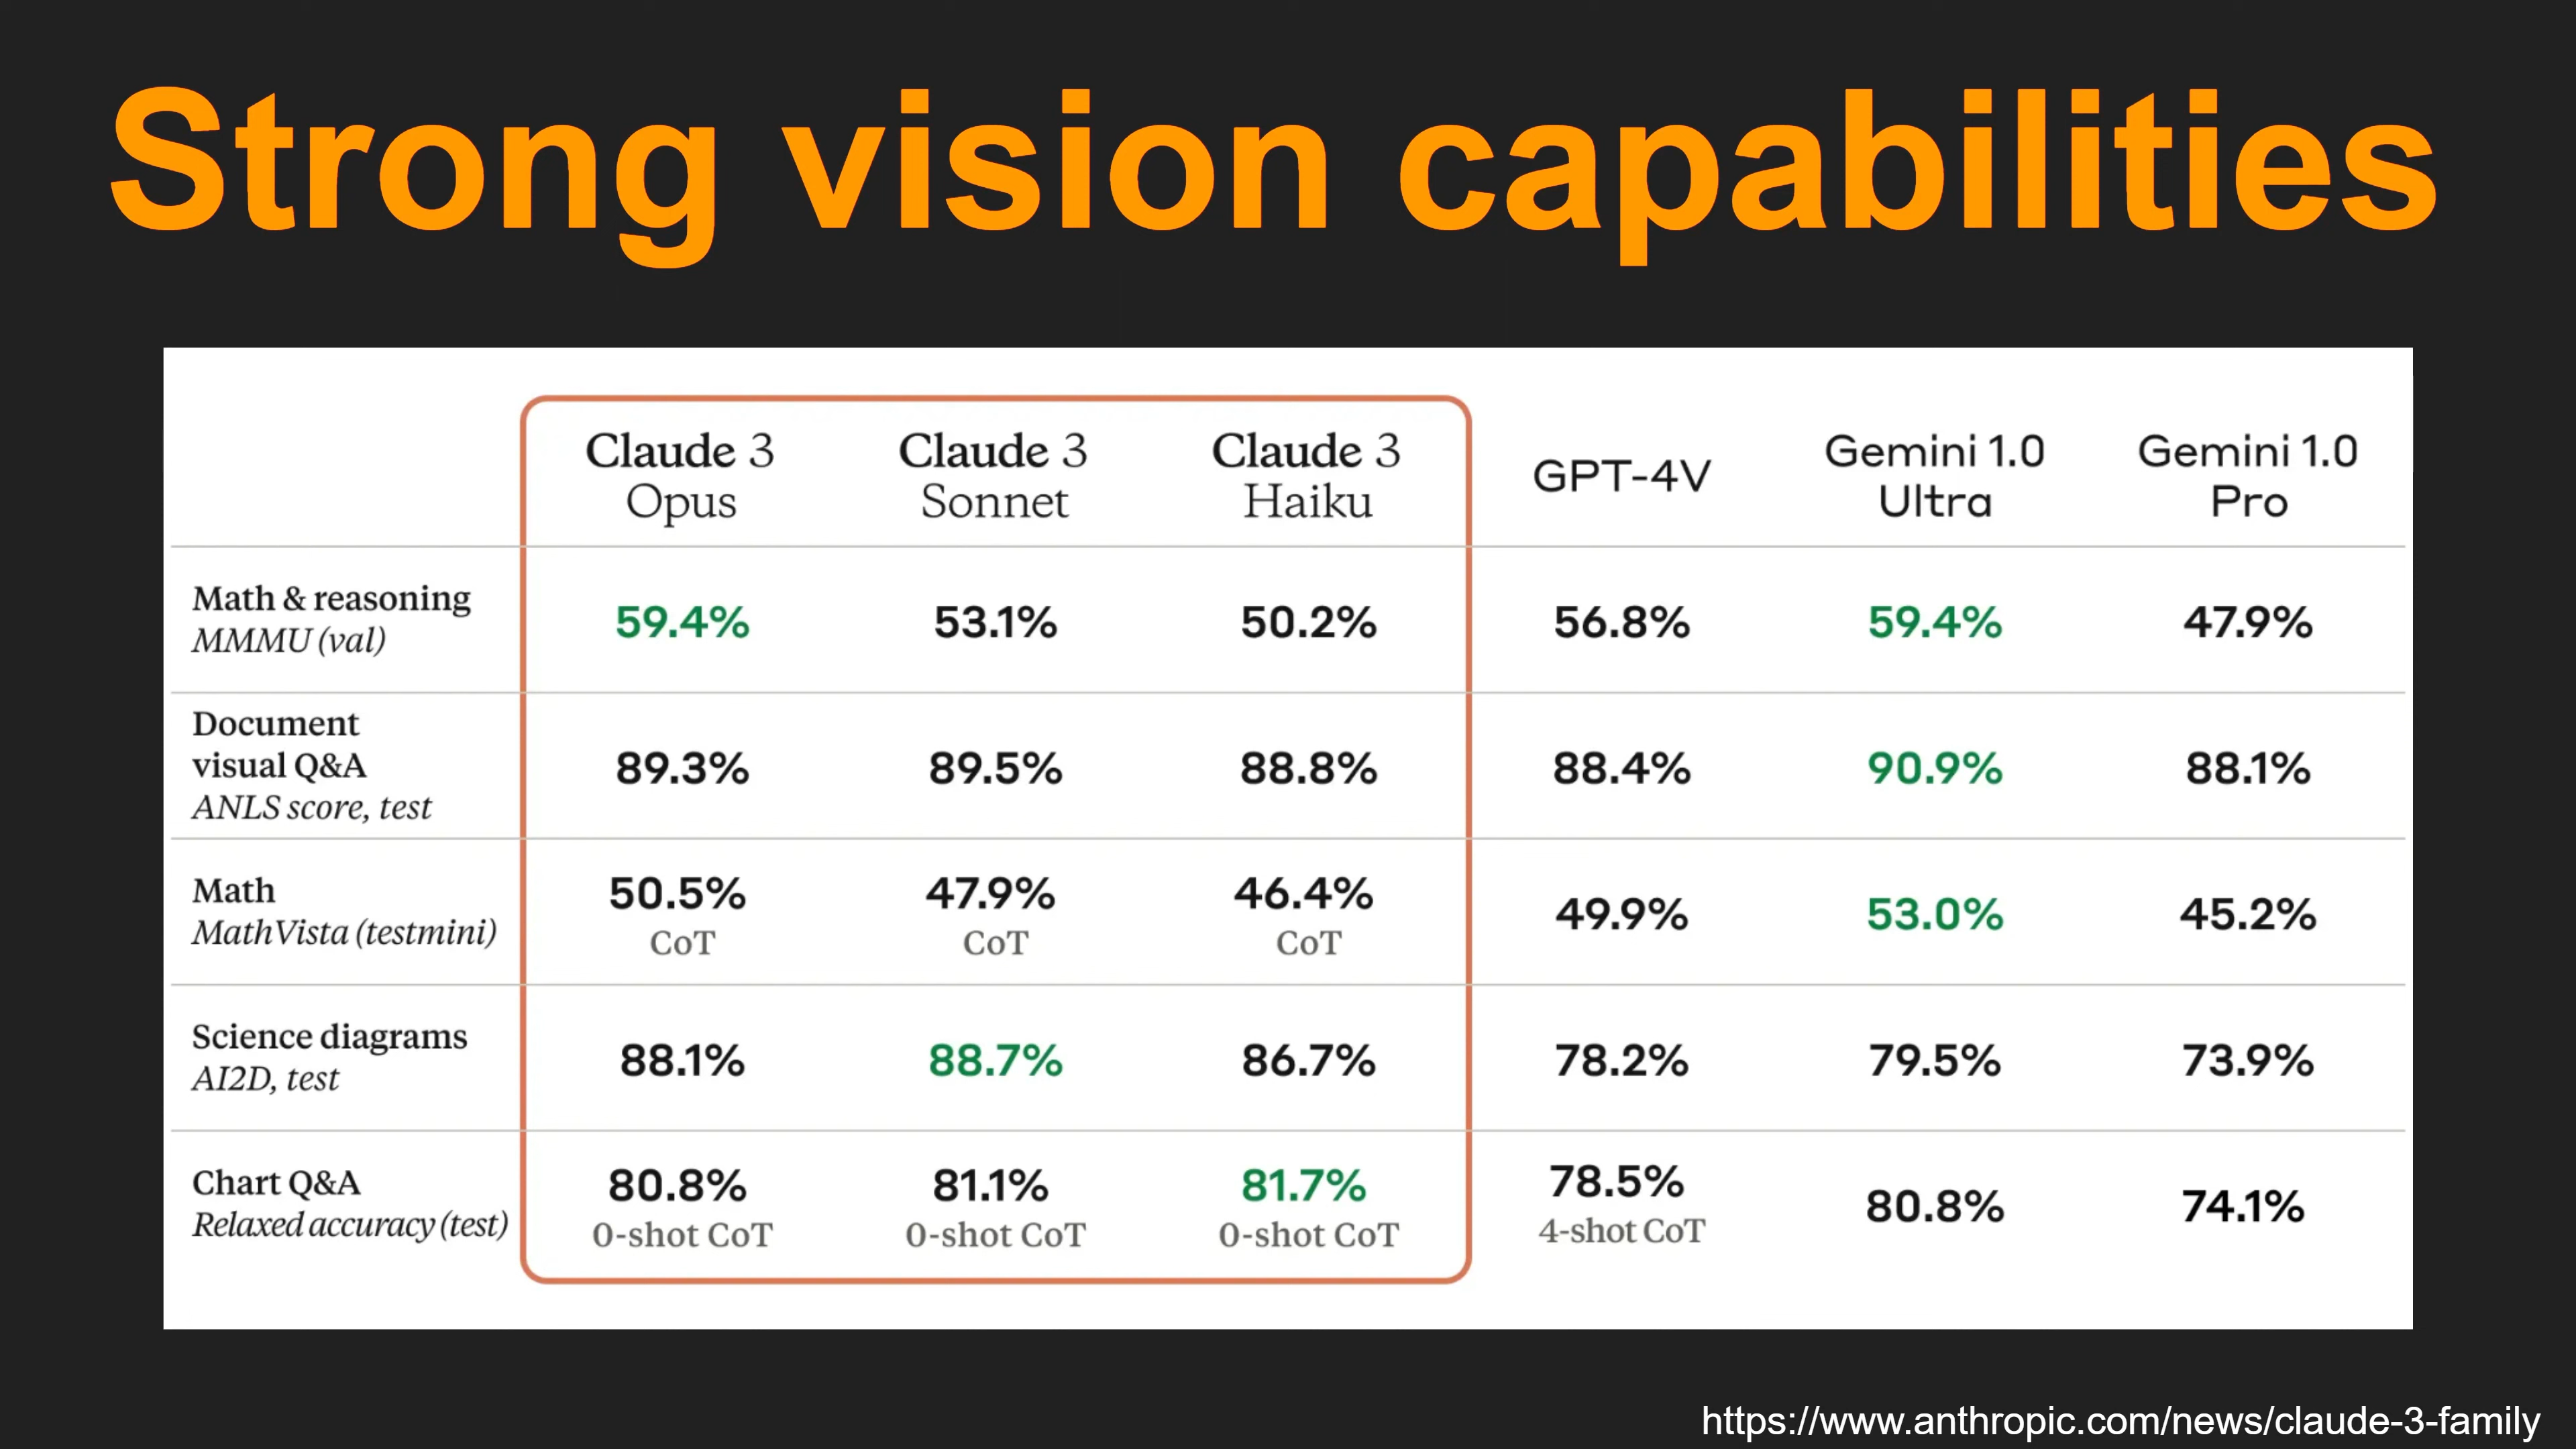 Strong vision capabilities
Claude 3 Opus
Claude 3 Sonnet
Claude 3 Haiku
GPT-4V
Gemini 1.0 Ultra
Gemini 1.0 Pro
Math & reasoning
MMMU (val)
59.4% 53.1% 50.2% 56.8% 59.4% 47.9%
Document
visual Q&A
ANLS score, test
89.3% 89.5% 88.8% 88.4% 90.9% 88.1%
Math
MathVista (testmini)
50.5% 47.9% 46.4% 49.9% 53.0% 45.2%
CoT CoT CoT
Science diagrams
AI2D, test
88.1% 88.7% 86.7% 78.2% 79.5% 73.9%
Chart Q&A
Relaxed accuracy (test)
80.8% 81.1% 81.7% 78.5% 80.8% 74.1%
0-shot CoT 0-shot CoT 0-shot CoT 4-shot CoT
https://www.anthropic.com/news/claude-3-family